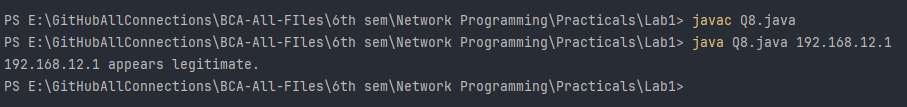 PS E:\GitHubAllConnections\BCA-All-FIles\6th sem\Network Programming\Practicals\Lab1> javac Q8.java
PS E:\GitHubAllConnections\BCA-All-FIles\6th sem\Network Programming\Practicals\Lab1> java Q8.java 192.168.12.1
192.168.12.1 appears legitimate.
PS E:\GitHubAllConnections\BCA-All-FIles\6th sem\Network Programming\Practicals\Lab1>